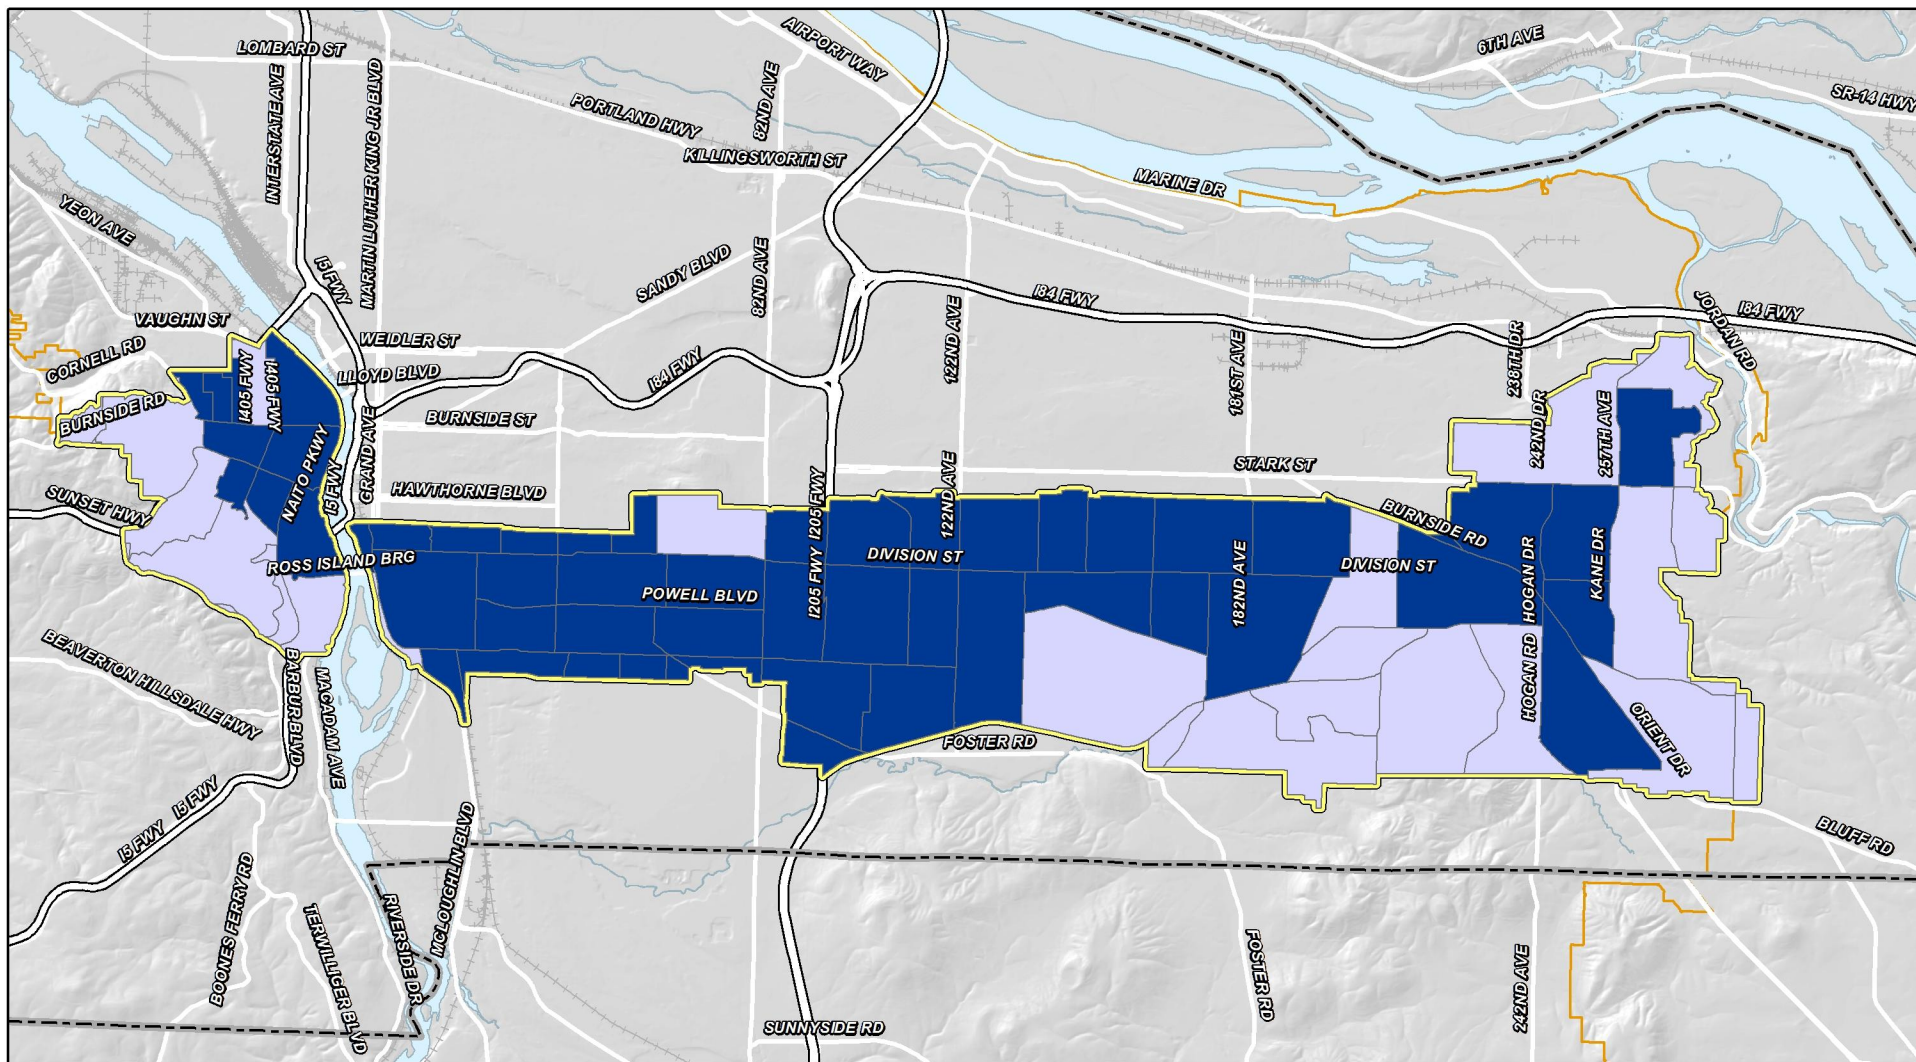 LOMBARD ST
INTERSTATE AVE
MARTIN LUTHER KING JR BLVD
PORTLAND HWY
82ND AVE
AIRPORT WAY
KILLINGSWORTH ST
MARINE DR
6TH AVE
SR-14 HWY
YEON AVE
I5 FWY
SANDY BLVD
82ND AVE
122ND AVE
I84 FWY
181ST AVE
238TH DR
JORDAN RD
I84 FWY
VAUGHN ST
CORNELL RD
WEIDLER ST
LLOYD BLVD
I84 FWY
I405 FWY
I405 FWY
BURNSIDE RD
GRAND AVE
BURNSIDE ST
242ND DR
257TH AVE
NAITO PKWY
I5 FWY
HAWTHORNE BLVD
I205 FWY
122ND AVE
STARK ST
SUNSET HWY
BURNSIDE RD
ROSS ISLAND BRG
DIVISION ST
DIVISION ST
HOGAN DR
KANE DR
POWELL BLVD
I205 FWY
182ND AVE
BEAVERTON HILLSDALE HWY
BARBUR BLVD
MACADAM AVE
HOGAN RD
ORIENT DR
FOSTER RD
I5 FWY
I5 FWY
MCLOUGHLIN BLVD
BLUFF RD
BOONES FERRY RD
TERWILLIGER BLVD
RIVERSIDE DR
FOSTER RD
242ND AVE
SUNNYSIDE RD